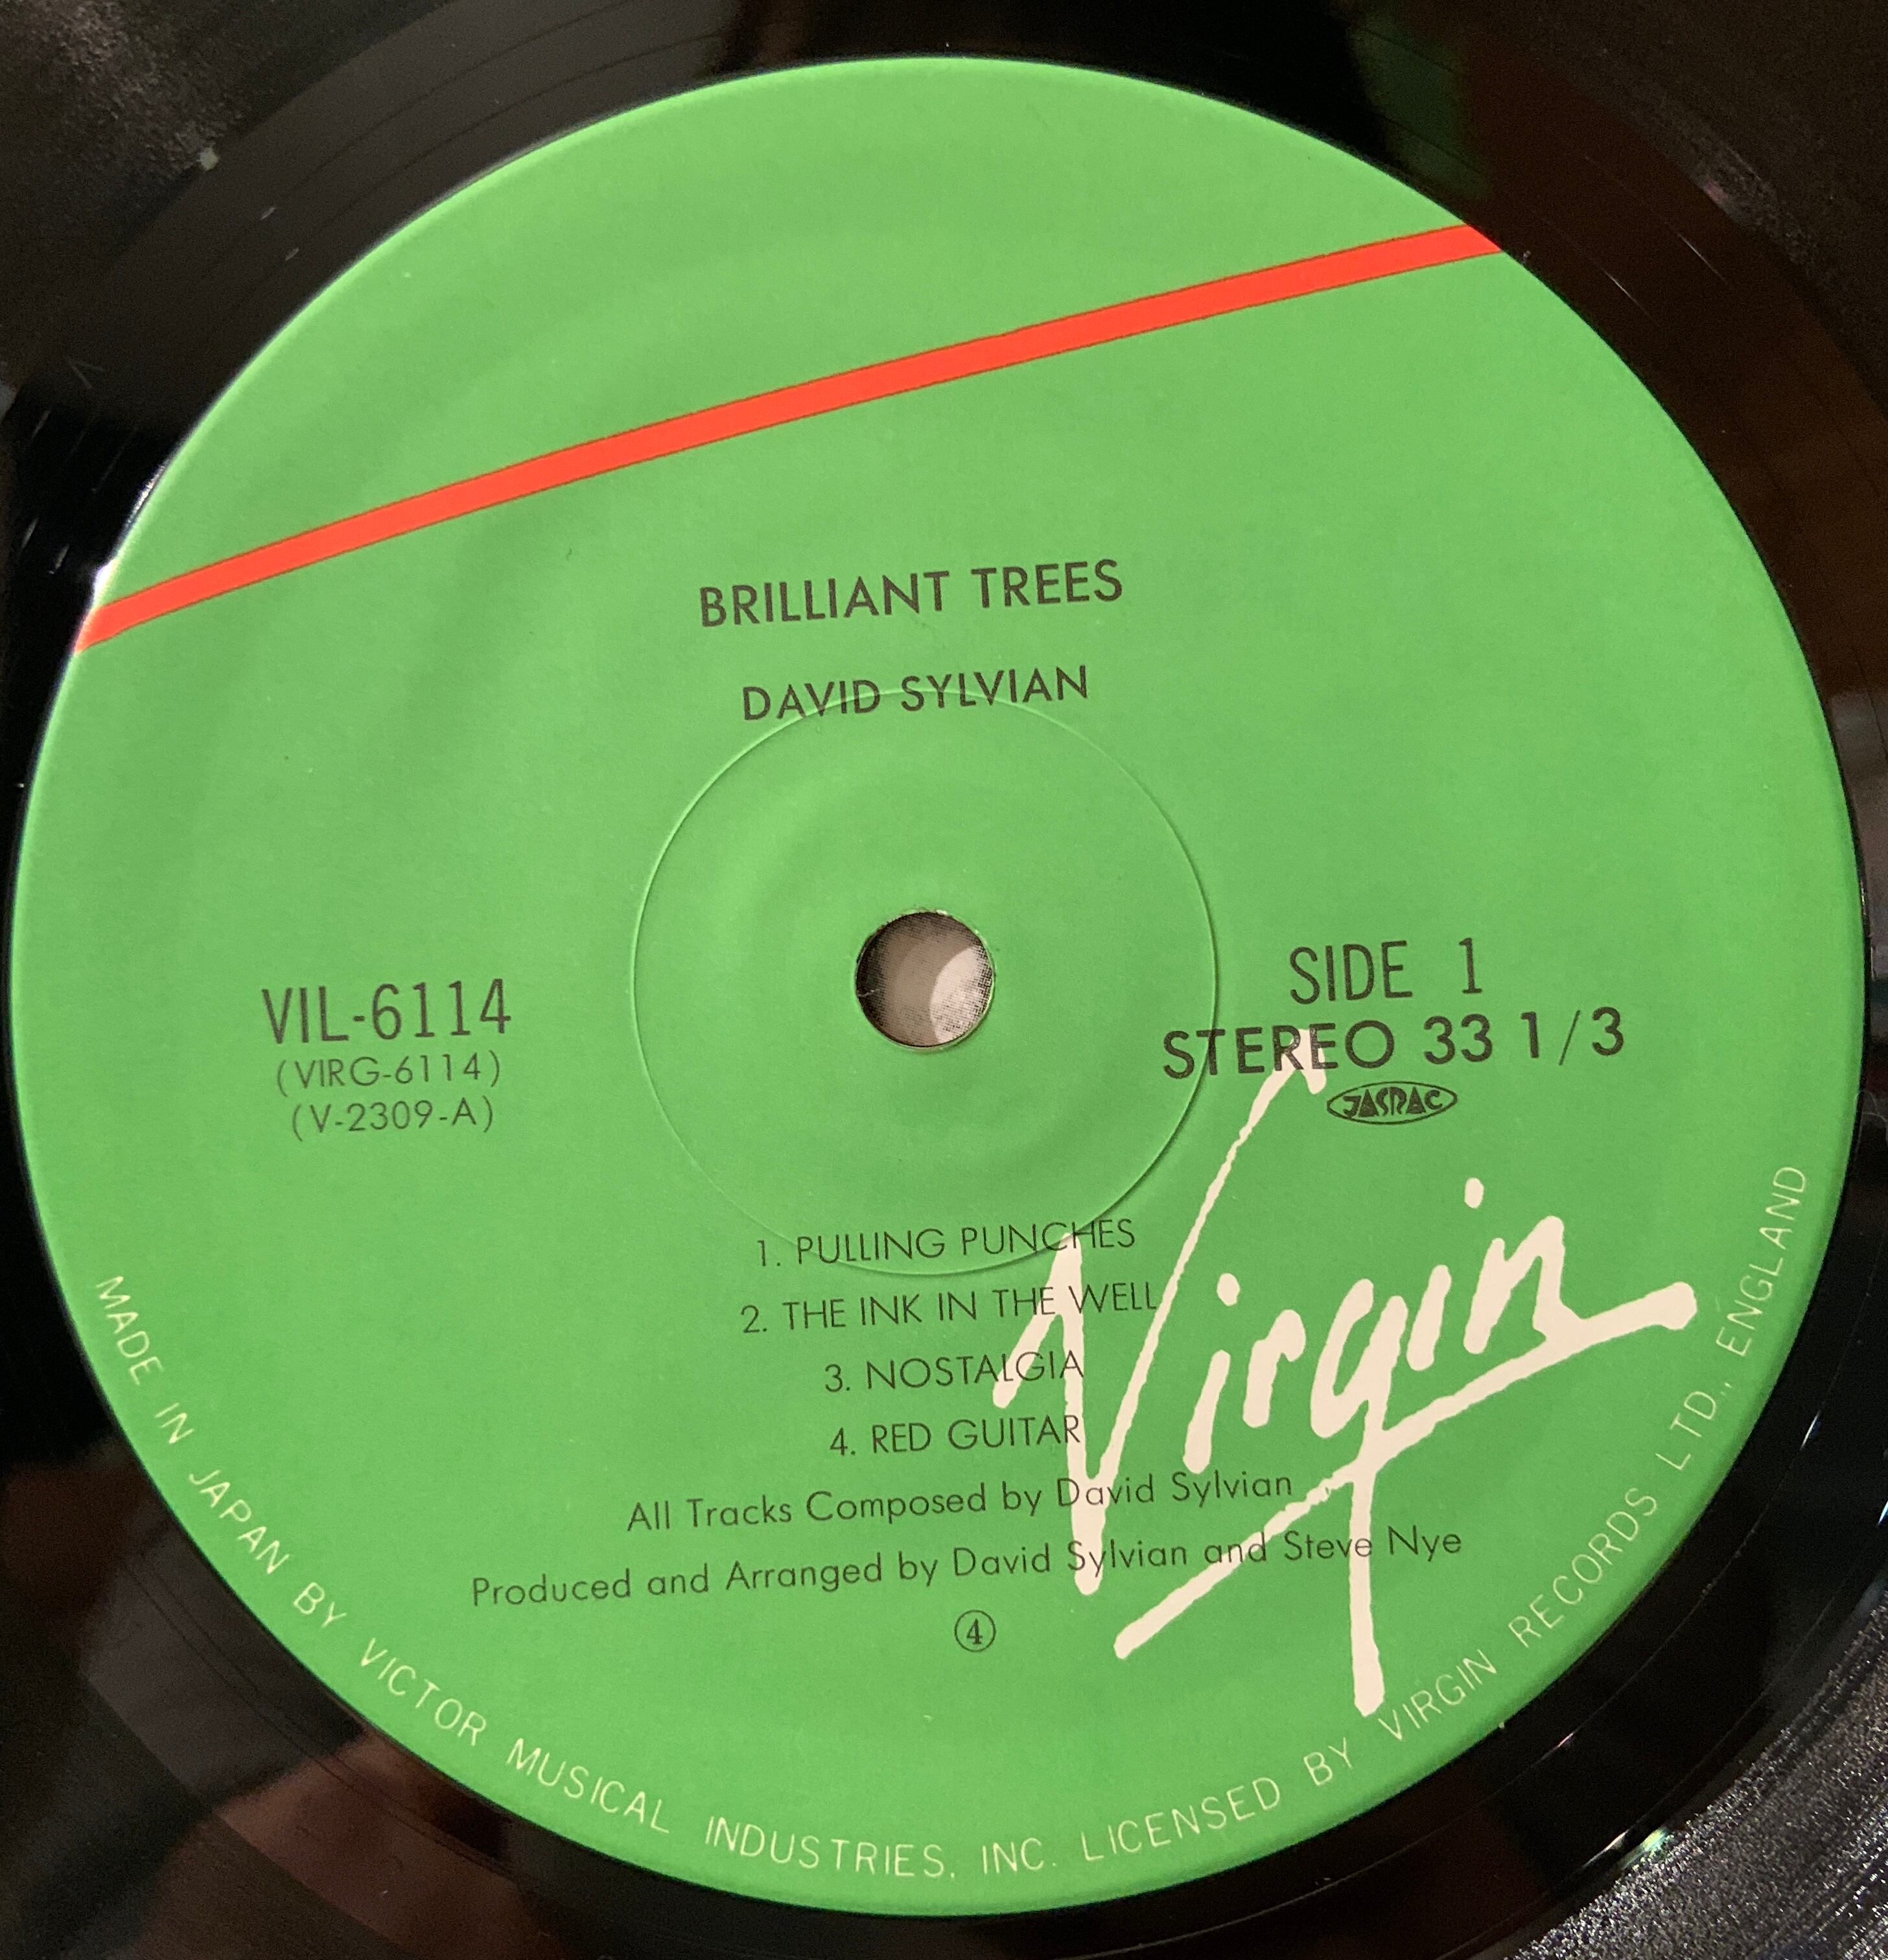 BRILLIANT TREES
DAVID SYLVIAN
VIL-6114
(VIRG-6114)
(V-2309-A)
SIDE 1
STEREO 33 1/3
JASRAC
Virgin
1. PULLING PUNCHES
2. THE INK IN THE WELL
3. NOSTALGIA
4. RED GUITAR
All Tracks Composed by David Sylvian
Produced and Arranged by David Sylvian and Steve Nye
④
MADE IN JAPAN BY VICTOR MUSICAL INDUSTRIES, INC. LICENSED BY VIRGIN RECORDS LTD., ENGLAND